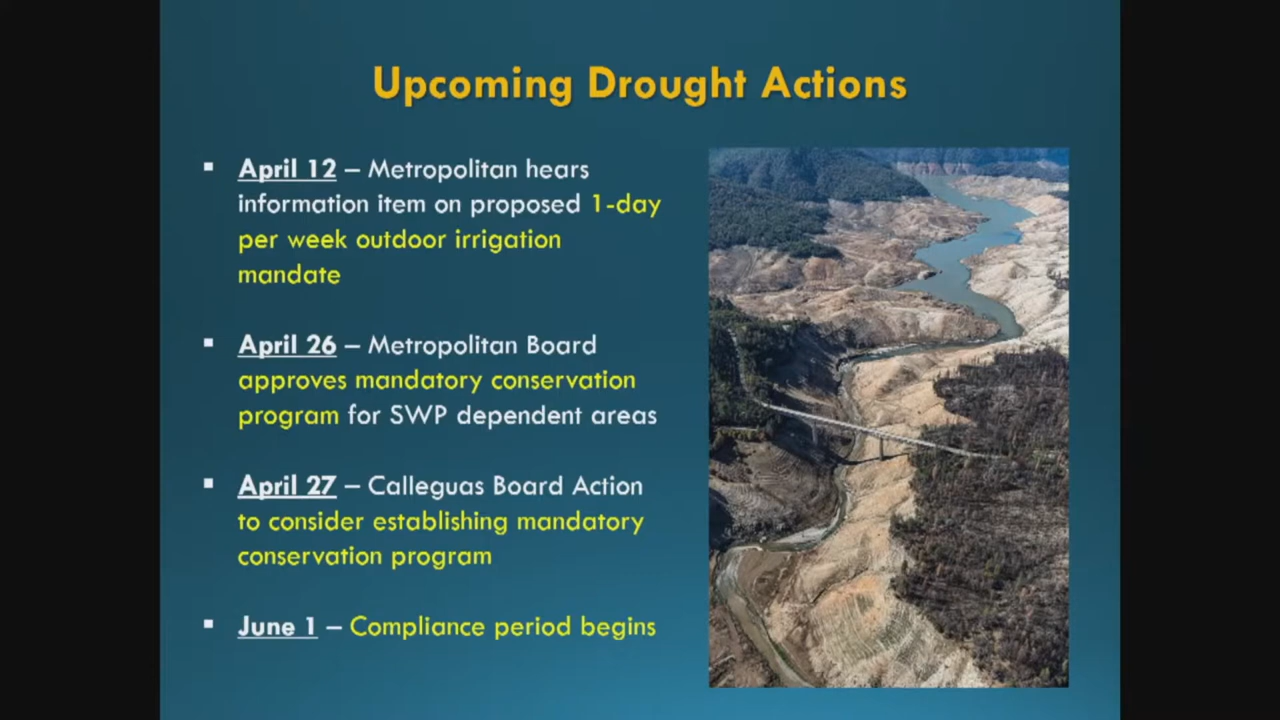 Upcoming Drought Actions
▪ April 12 – Metropolitan hears
information item on proposed 1-day
per week outdoor irrigation
mandate
▪ April 26 – Metropolitan Board
approves mandatory conservation
program for SWP dependent areas
▪ April 27 – Calleguas Board Action
to consider establishing mandatory
conservation program
▪ June 1 – Compliance period begins